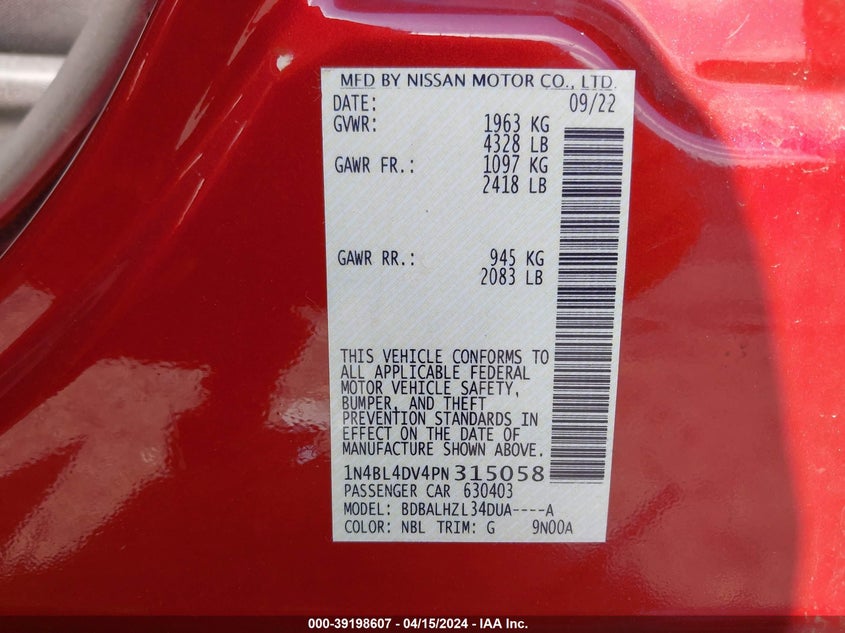 MFD BY NISSAN MOTOR CO., LTD.
DATE: 09/22
GVWR: 1963 KG
4328 LB
GAWR FR.: 1097 KG
2418 LB
GAWR RR.: 945 KG
2083 LB
THIS VEHICLE CONFORMS TO
ALL APPLICABLE FEDERAL
MOTOR VEHICLE SAFETY,
BUMPER, AND THEFT
PREVENTION STANDARDS IN
EFFECT ON THE DATE OF
MANUFACTURE SHOWN ABOVE.
1N4BL4DV4PN315058
PASSENGER CAR 630403
MODEL: BDBALHZL34DUA----A
COLOR: NBL TRIM: G 9N00A
000-39198607 - 04/15/2024 - IAA Inc.